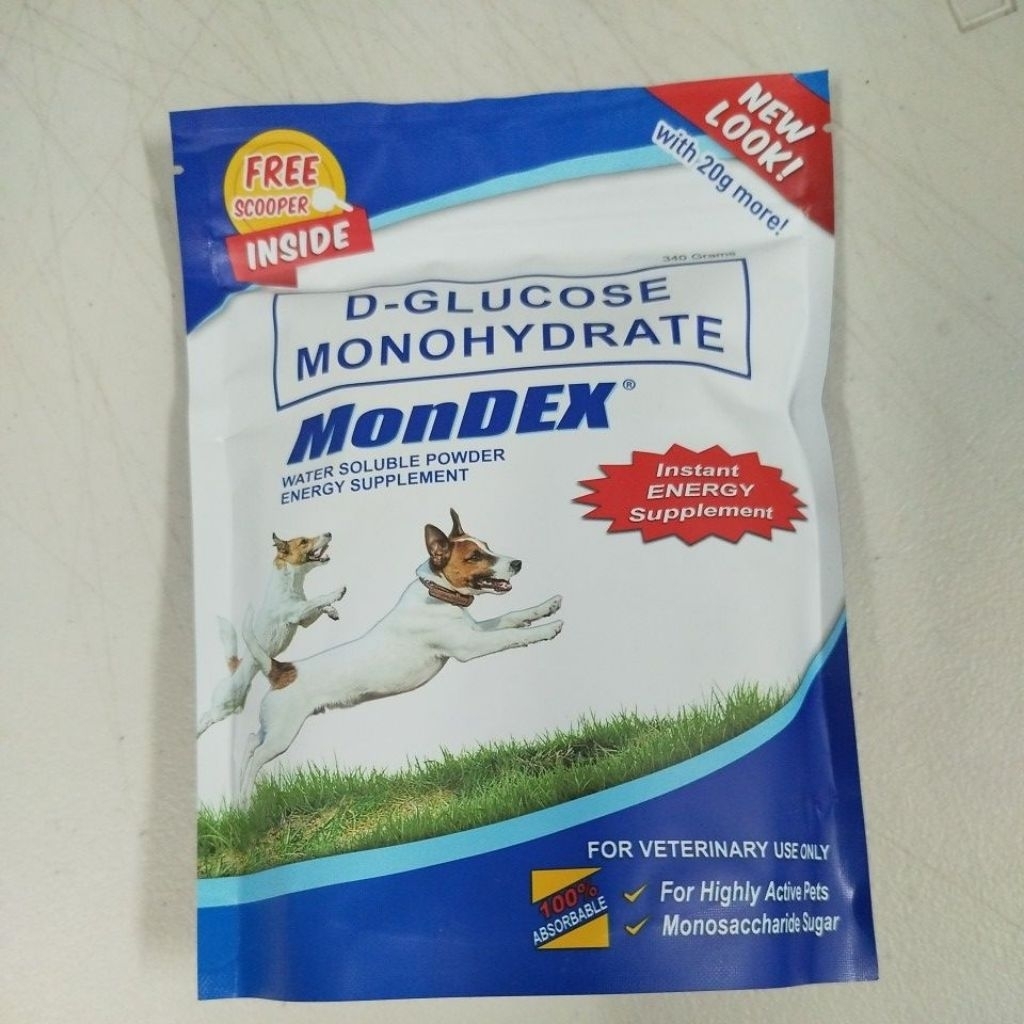 FREE
SCOOPER
INSIDE
NEW
LOOK!
with 20g more!
340 Grams
D-GLUCOSE
MONOHYDRATE
MonDEX®
WATER SOLUBLE POWDER
ENERGY SUPPLEMENT
Instant
ENERGY
Supplement
FOR VETERINARY USE ONLY
100%
ABSORBABLE
For Highly Active Pets
Monosaccharide Sugar